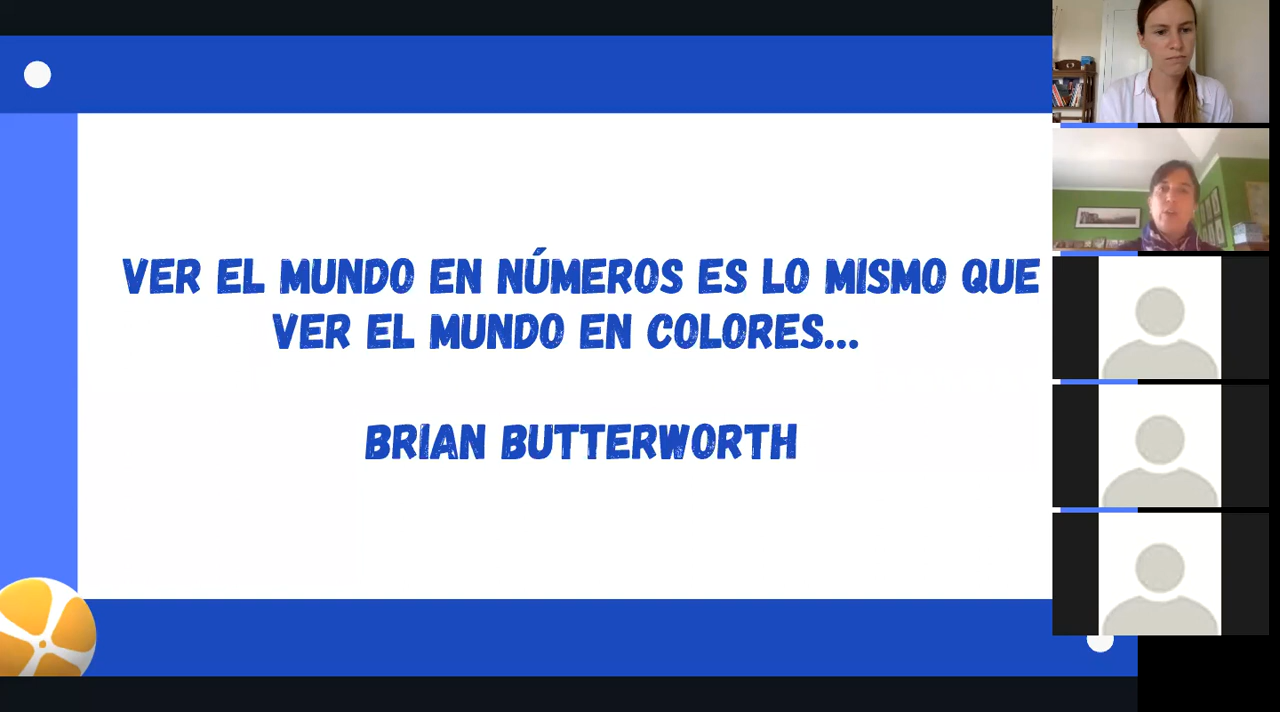 VER EL MUNDO EN NÚMEROS ES LO MISMO QUE
VER EL MUNDO EN COLORES...
BRIAN BUTTERWORTH